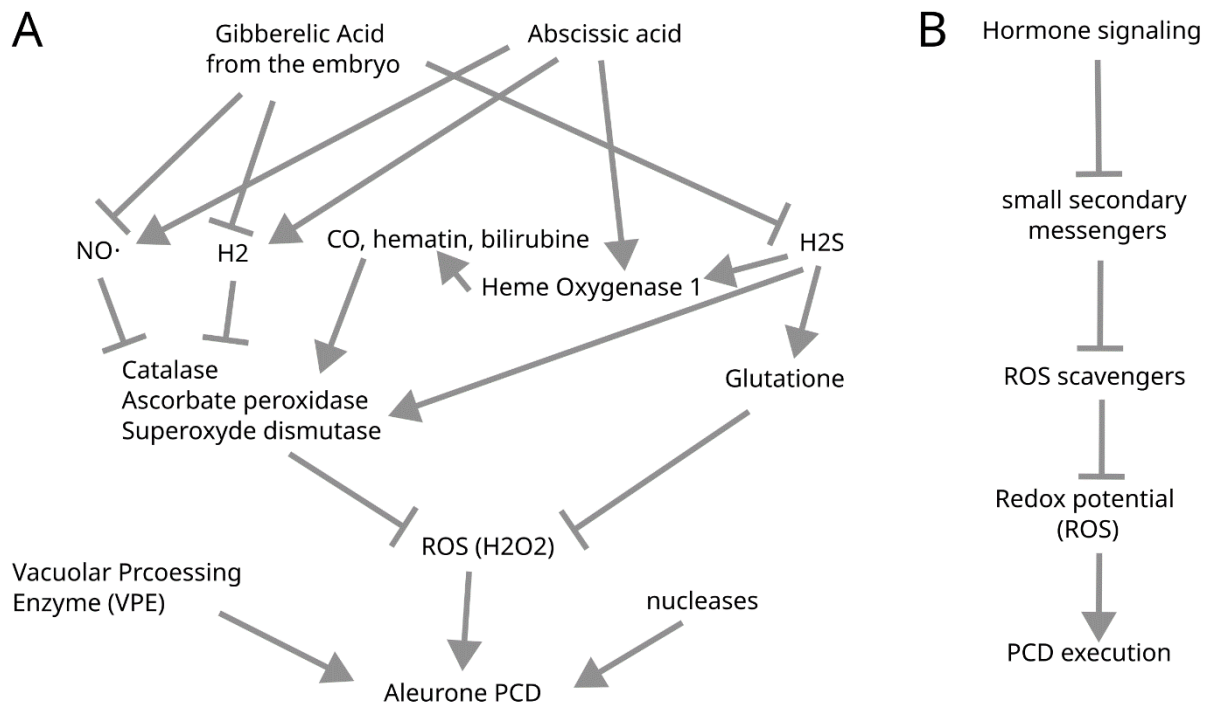 A
Gibberelic Acid
from the embryo
Abscissic acid
NO·
H2
CO, hematin, bilirubine
H2S
Heme Oxygenase 1
Catalase
Ascorbate peroxidase
Superoxyde dismutase
Glutatione
ROS (H2O2)
Vacuolar Prcoessing
Enzyme (VPE)
nucleases
Aleurone PCD
B
Hormone signaling
small secondary
messengers
ROS scavengers
Redox potential
(ROS)
PCD execution